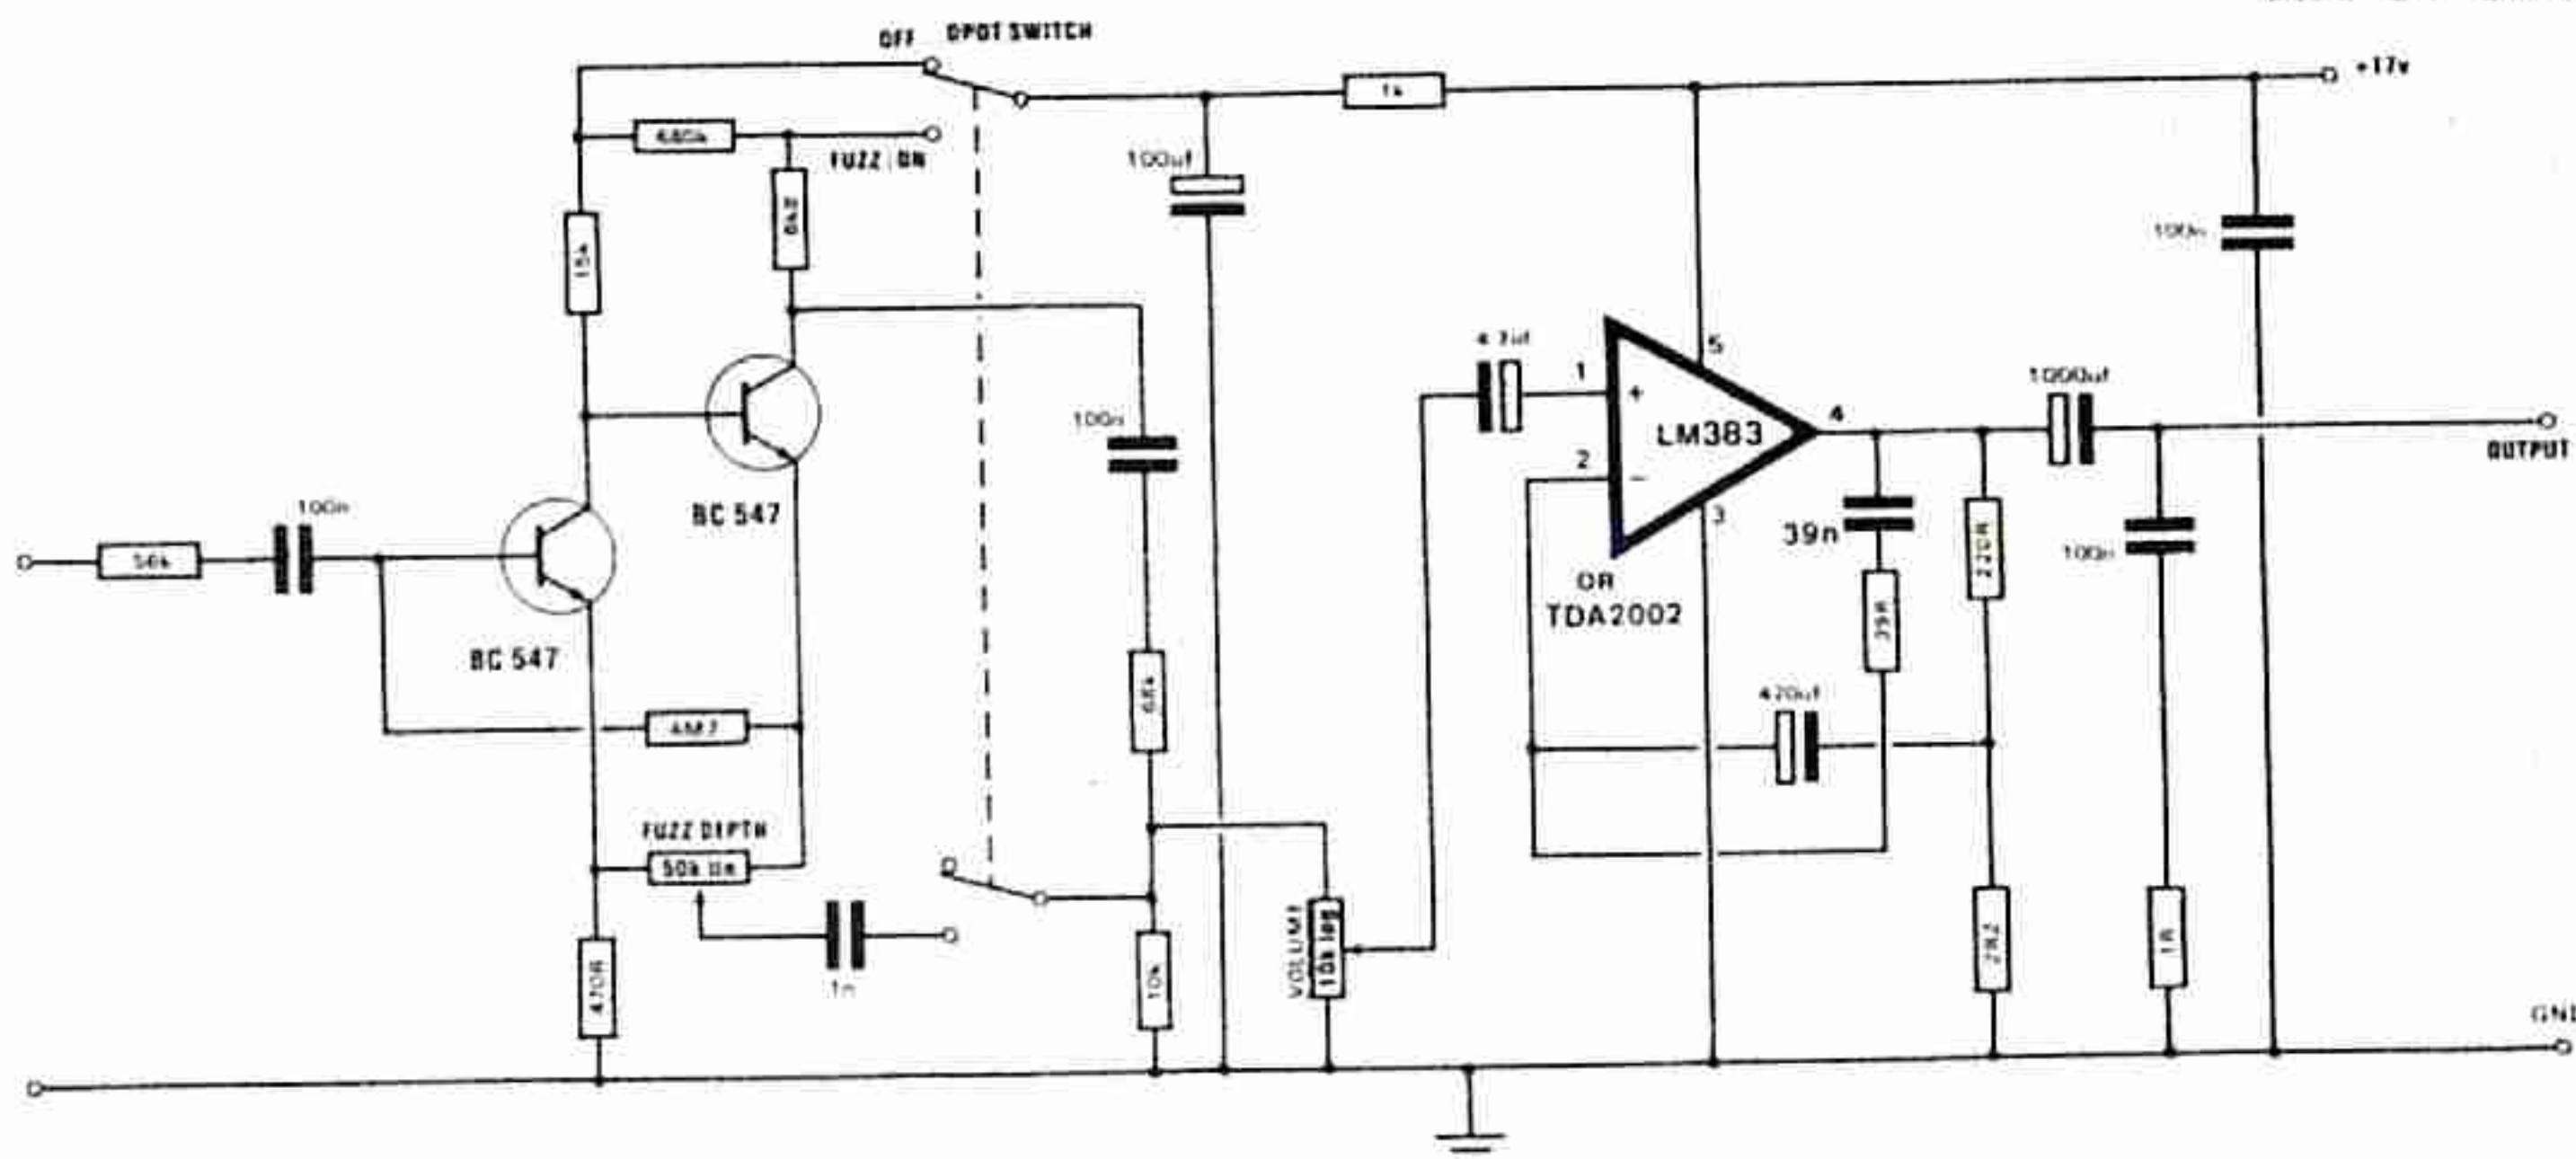 OFF DPDT SWITCH
+17v
1k
680k
FUZZ ON
100uf
6k8
15k
100n
4.7uf
5
1
+
1000uf
4
LM383
2
−
OUTPUT
100n
BC 547
3
39n
100n
220R
100n
56k
OR
TDA2002
39R
BC 547
68k
470uf
4M7
FUZZ DEPTH
50k lin
VOLUME
10k log
2R2
1R
470R
1n
10k